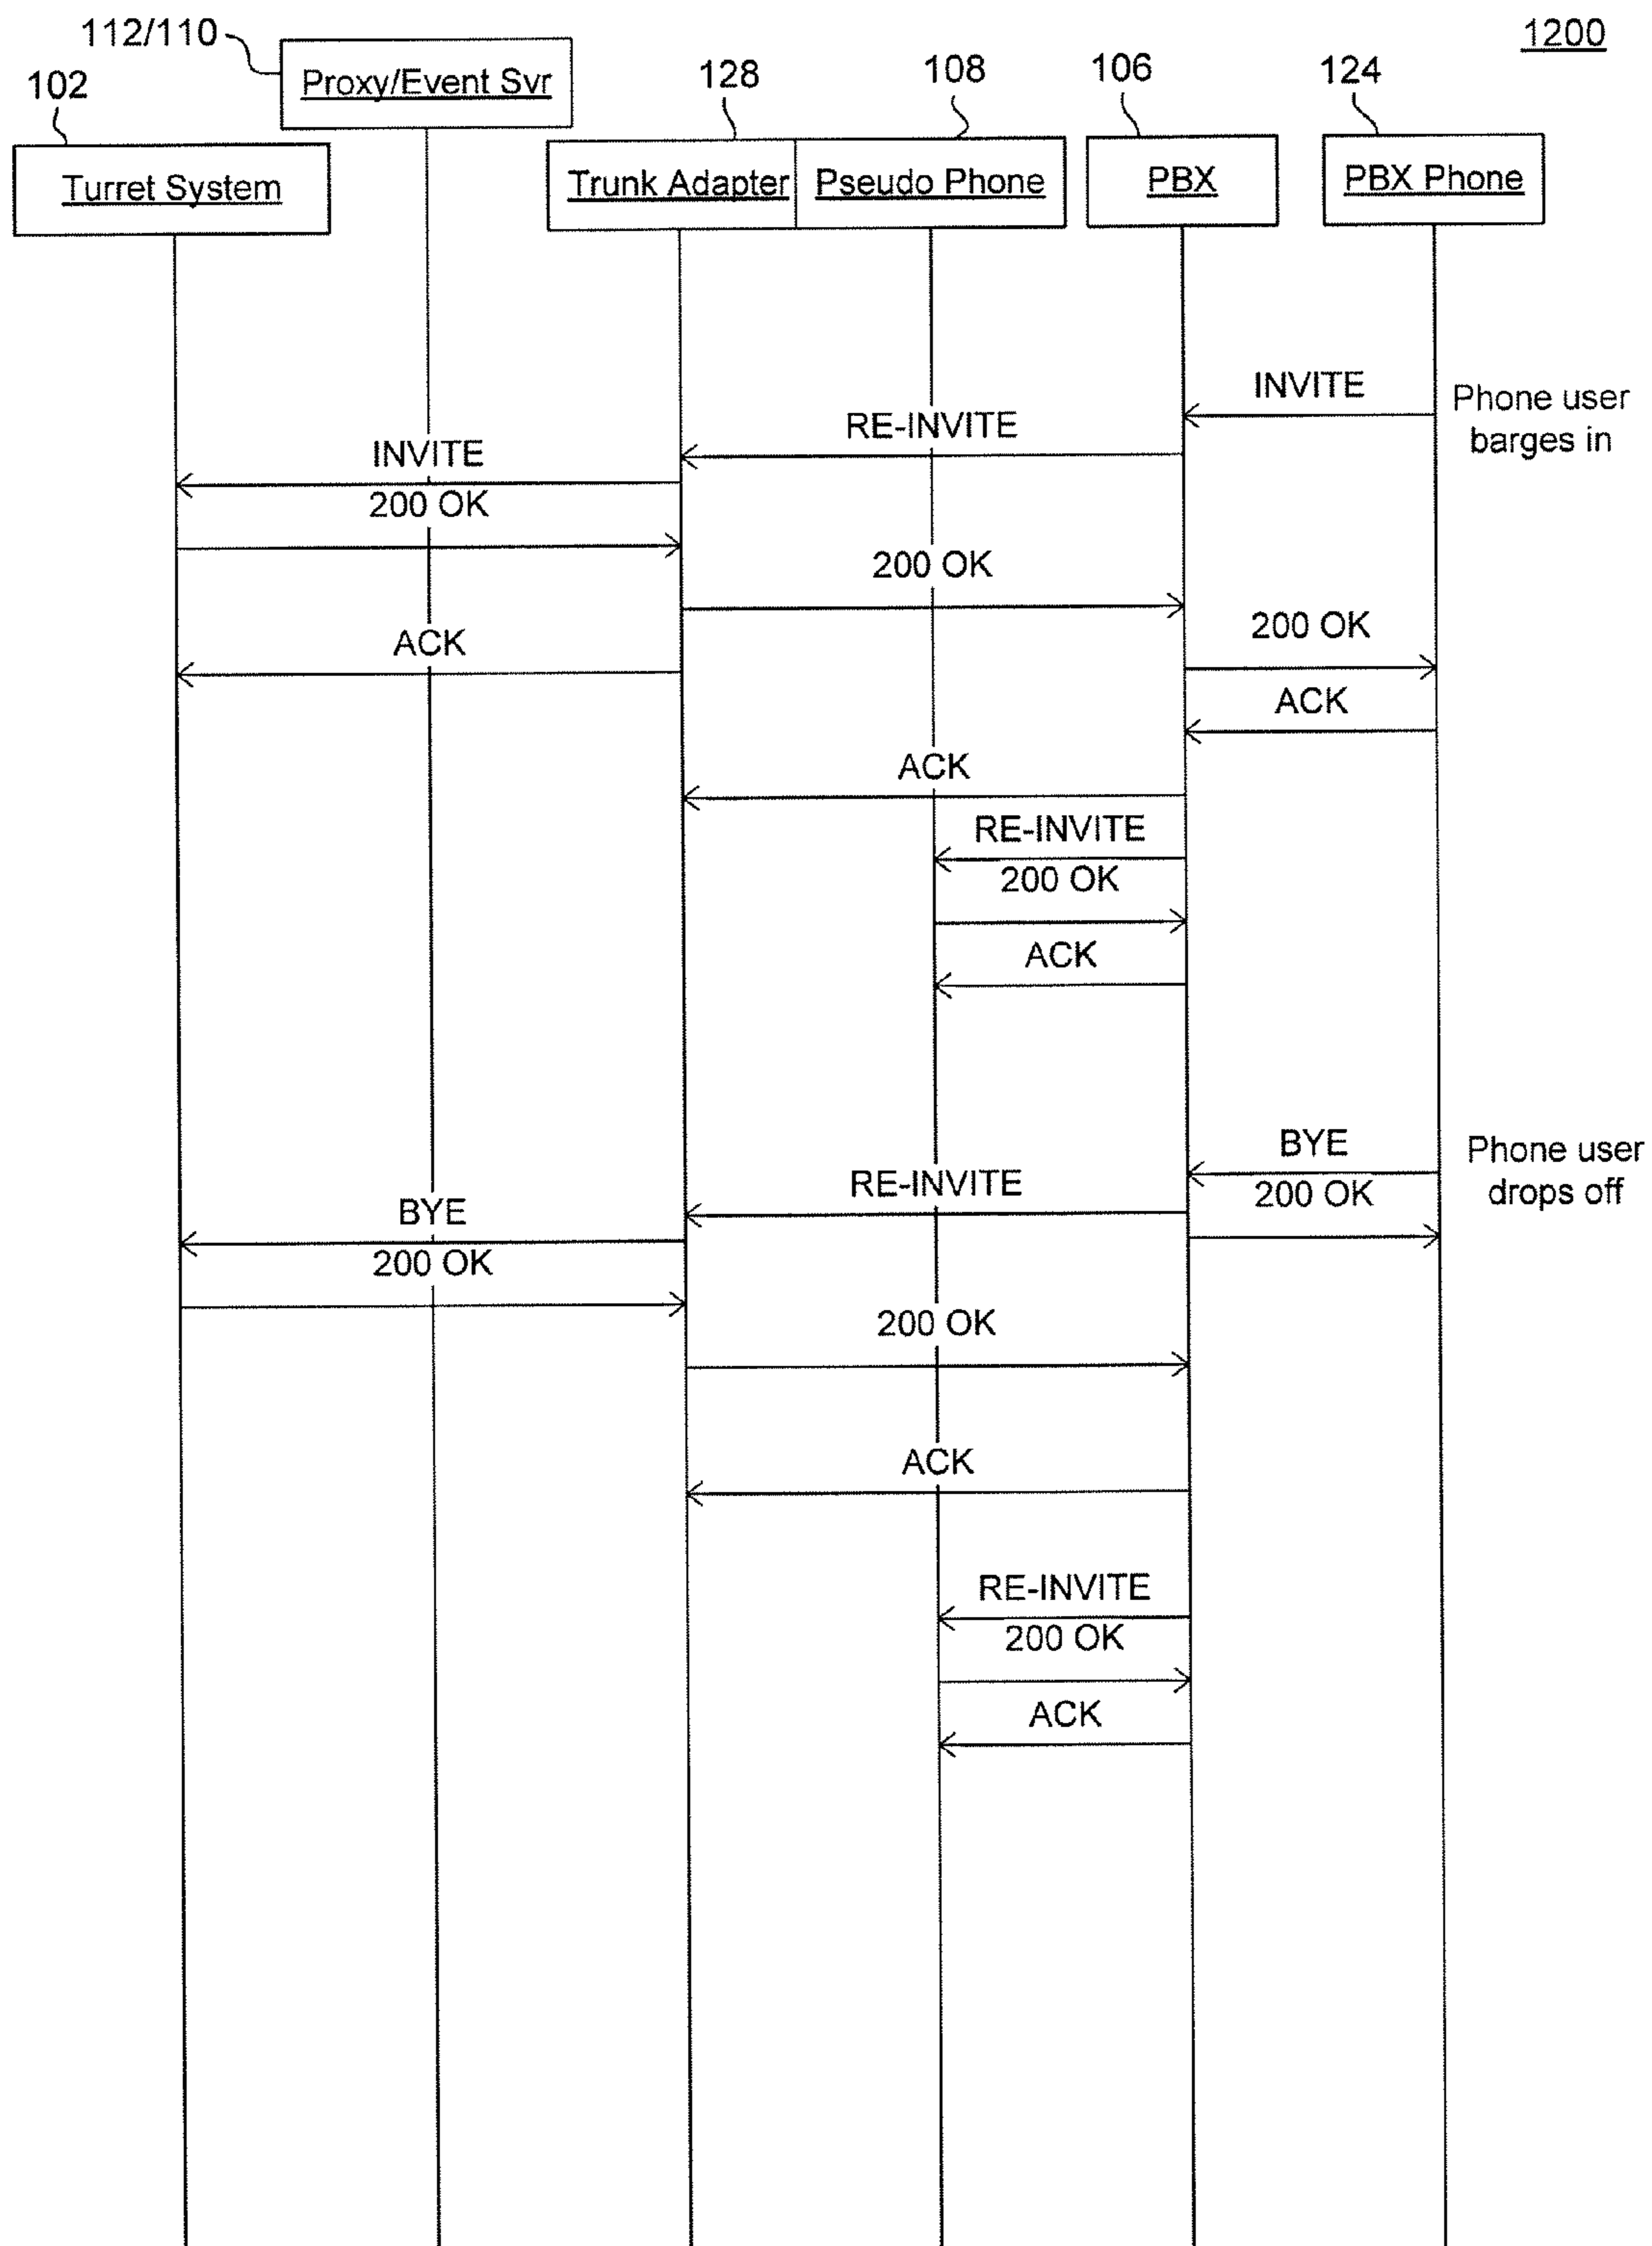 1200
112/110
Proxy/Event Svr
102
128
108
106
124
Turret System
Trunk Adapter
Pseudo Phone
PBX
PBX Phone
INVITE
Phone user
barges in
RE-INVITE
INVITE
200 OK
200 OK
200 OK
ACK
ACK
ACK
RE-INVITE
200 OK
ACK
BYE
Phone user
drops off
200 OK
RE-INVITE
BYE
200 OK
200 OK
ACK
RE-INVITE
200 OK
ACK